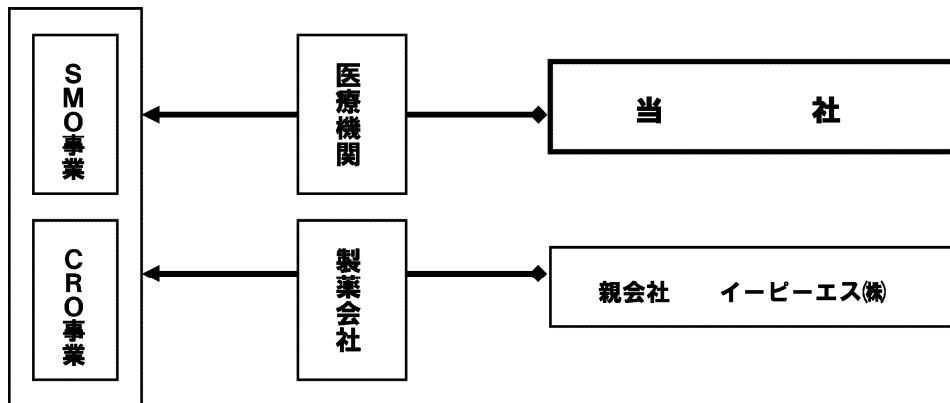 SMO事業
医療機関
当　　社
CRO事業
製薬会社
親会社　イーピーエス㈱